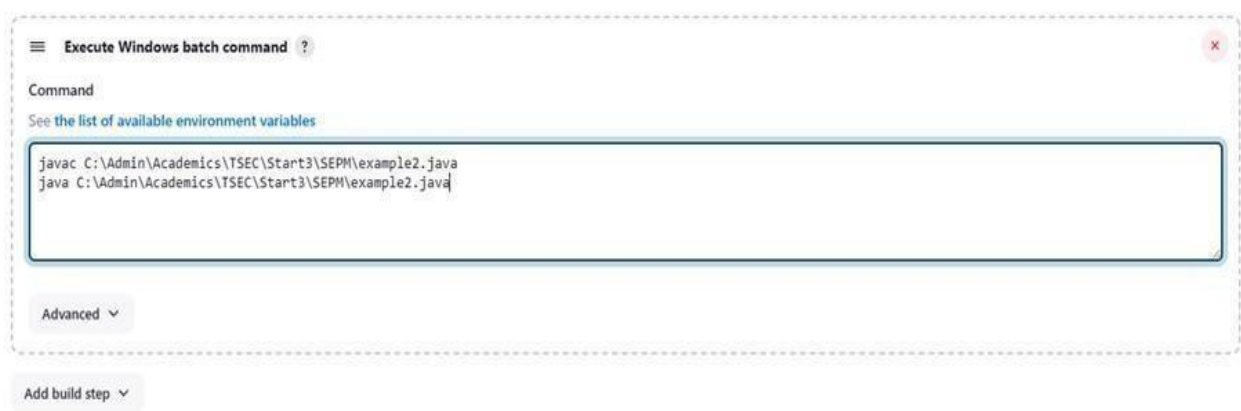 Execute Windows batch command ?
Command
See the list of available environment variables
javac C:\Admin\Academics\TSEC\Start3\SEPM\example2.java
java C:\Admin\Academics\TSEC\Start3\SEPM\example2.java
Advanced
Add build step